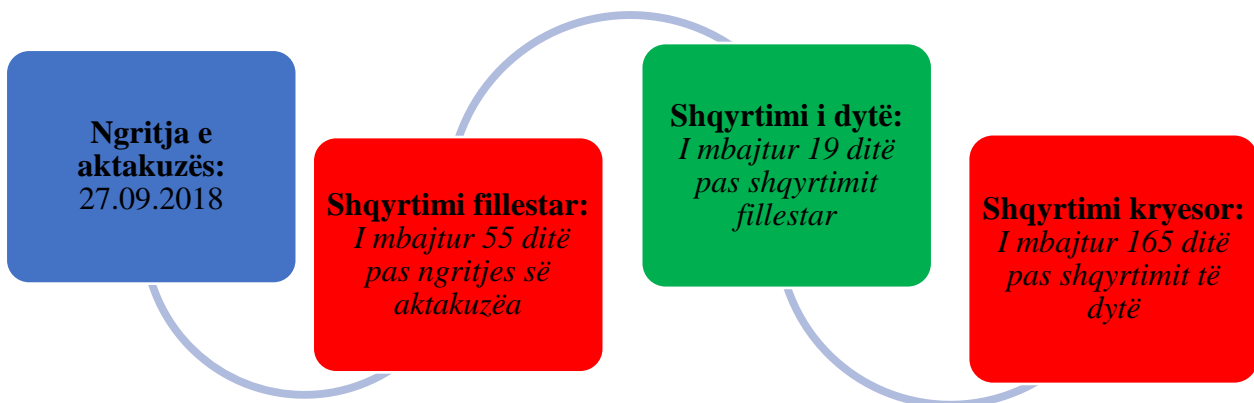 Ngritja e
aktakuzës:
27.09.2018
Shqyrtimi fillestar:
I mbajtur 55 ditë
pas ngritjes së
aktakuzëa
Shqyrtimi i dytë:
I mbajtur 19 ditë
pas shqyrtimit
fillestar
Shqyrtimi kryesor:
I mbajtur 165 ditë
pas shqyrtimit të
dytë